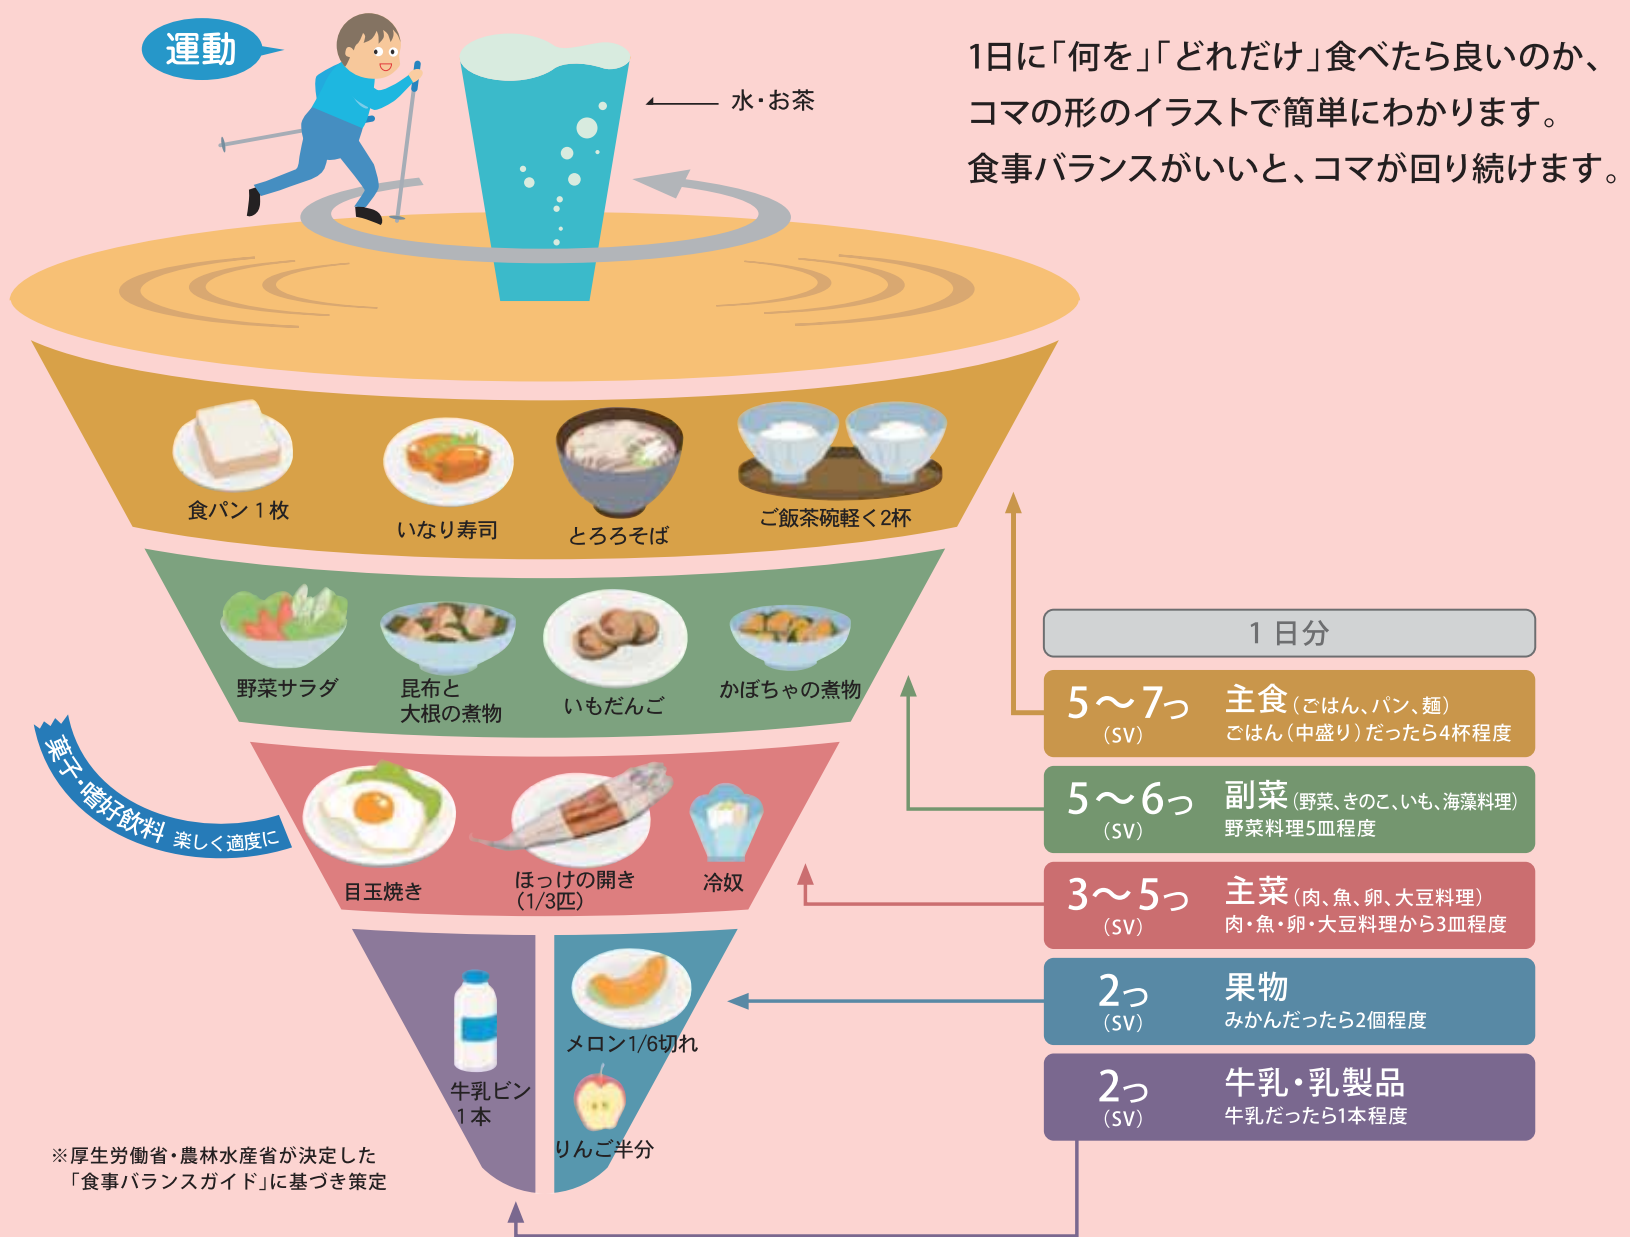 運動
水・お茶
1日に「何を」「どれだけ」食べたら良いのか、
コマの形のイラストで簡単にわかります。
食事バランスがいいと、コマが回り続けます。
食パン1枚
いなり寿司
とろろそば
ご飯茶碗軽く2杯
野菜サラダ
昆布と
大根の煮物
いもだんご
かぼちゃの煮物
菓子・嗜好飲料 楽しく適度に
目玉焼き
ほっけの開き
(1/3匹)
冷奴
牛乳ビン
1本
メロン1/6切れ
りんご半分
1日分
5〜7つ
(SV)
主食(ごはん、パン、麺)
ごはん(中盛り)だったら4杯程度
5〜6つ
(SV)
副菜(野菜、きのこ、いも、海藻料理)
野菜料理5皿程度
3〜5つ
(SV)
主菜(肉、魚、卵、大豆料理)
肉・魚・卵・大豆料理から3皿程度
2つ
(SV)
果物
みかんだったら2個程度
2つ
(SV)
牛乳・乳製品
牛乳だったら1本程度
※厚生労働省・農林水産省が決定した
「食事バランスガイド」に基づき策定